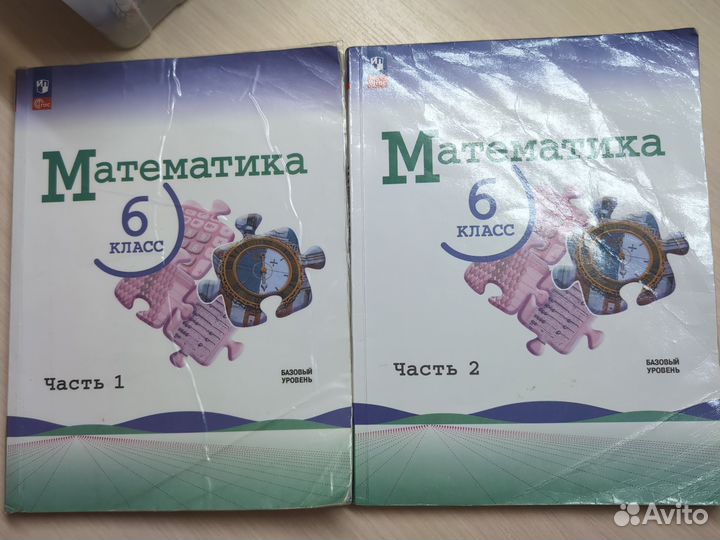 Математика
6
КЛАСС
Часть 1
БАЗОВЫЙ
УРОВЕНЬ
Математика
6
КЛАСС
Часть 2
БАЗОВЫЙ
УРОВЕНЬ
Avito